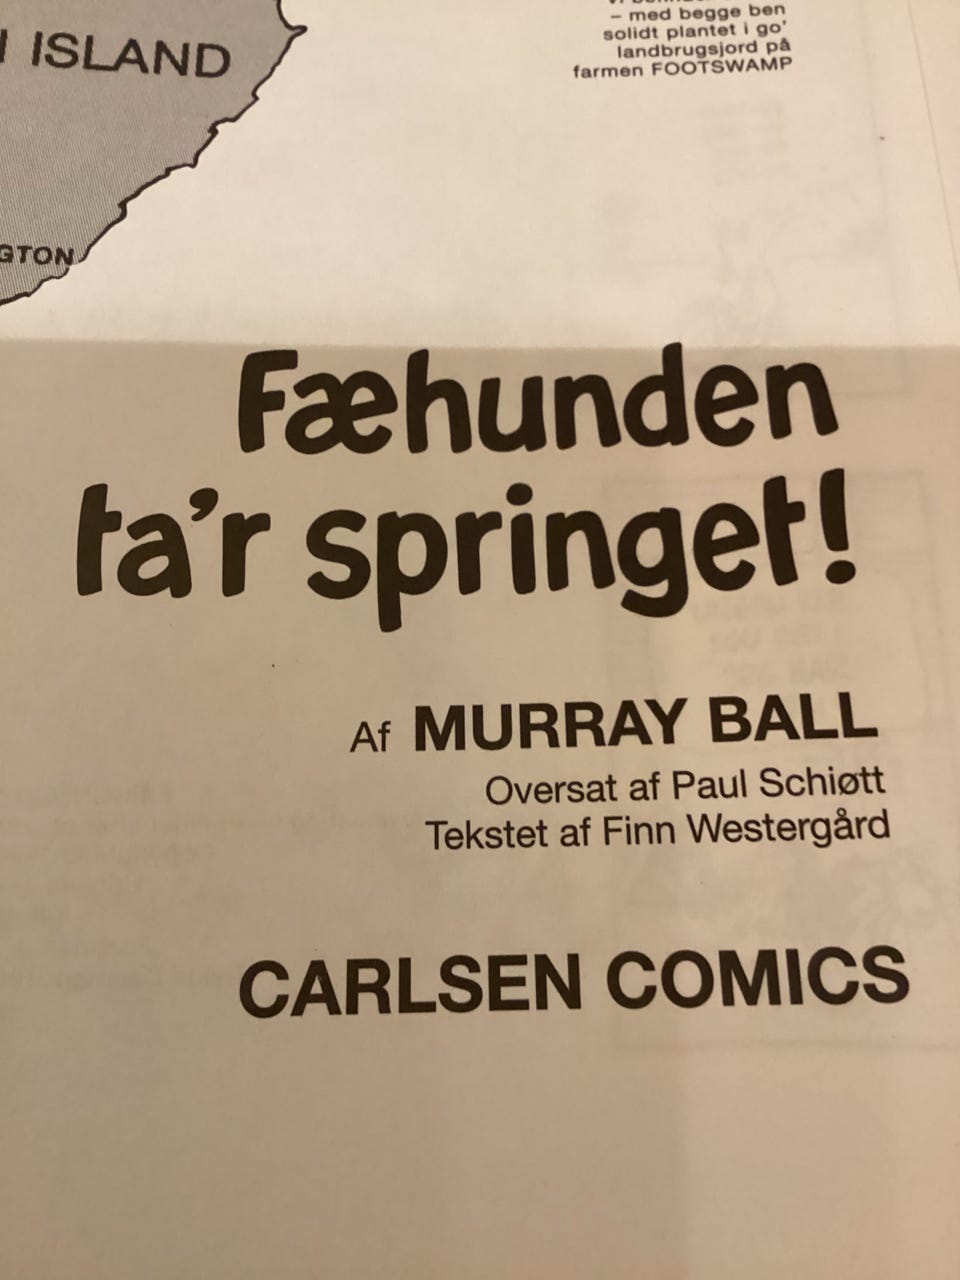 ISLAND
– med begge ben
solidt plantet i go'
landbrugsjord på
farmen FOOTSWAMP
GTON
Fæhunden
ta'r springet!
Af MURRAY BALL
Oversat af Paul Schiøtt
Tekstet af Finn Westergård
CARLSEN COMICS